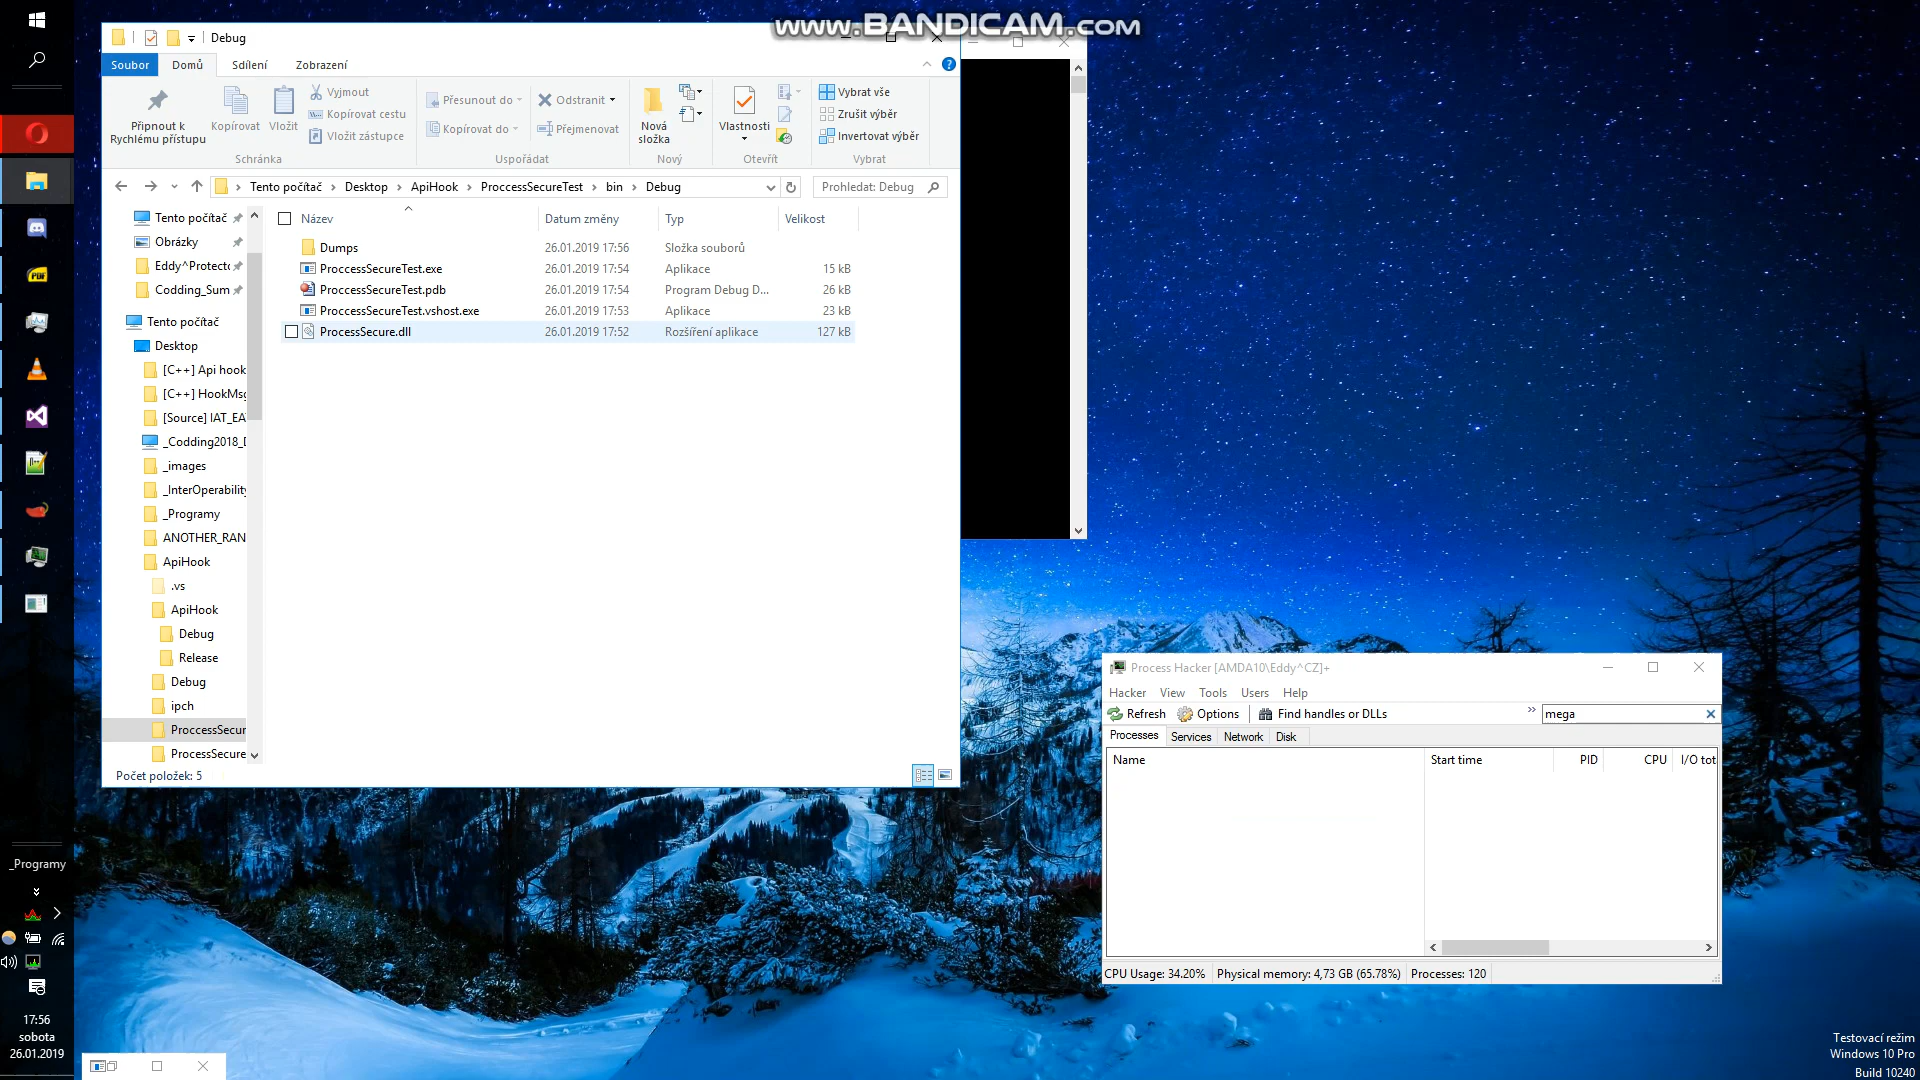 www.BANDICAM.com
Debug
Soubor
Domů
Sdílení
Zobrazení
Připnout k Rychlému přístupu
Kopírovat
Vložit
Vyjmout
Kopírovat cestu
Vložit zástupce
Schránka
Přesunout do
Kopírovat do
Odstranit
Přejmenovat
Uspořádat
Nová složka
Nový
Vlastnosti
Otevřít
Vybrat vše
Zrušit výběr
Invertovat výběr
Vybrat
Tento počítač
Desktop
ApiHook
ProccessSecureTest
bin
Debug
Prohledat: Debug
Tento počítač
Obrázky
Eddy^Protecto
Codding_Sum
Tento počítač
Desktop
[C++] Api hook
[C++] HookMsg
[Source] IAT_EA
_Codding2018_D
_images
_InterOperability
_Programy
ANOTHER_RAN
ApiHook
.vs
ApiHook
Debug
Release
Debug
ipch
ProccessSecur
ProccessSecure
Název Datum změny Typ Velikost
Dumps 26.01.2019 17:56 Složka souborů
ProccessSecureTest.exe 26.01.2019 17:54 Aplikace 15 kB
ProccessSecureTest.pdb 26.01.2019 17:54 Program Debug D... 26 kB
ProccessSecureTest.vshost.exe 26.01.2019 17:53 Aplikace 23 kB
ProcessSecure.dll 26.01.2019 17:52 Rozšíření aplikace 127 kB
Počet položek: 5
Process Hacker [AMDA10\Eddy^CZ]+
Hacker View Tools Users Help
Refresh Options Find handles or DLLs » mega
Processes Services Network Disk
Name Start time PID CPU I/O tot
CPU Usage: 34.20% Physical memory: 4,73 GB (65.78%) Processes: 120
_Programy
17:56
sobota
26.01.2019
Testovací režim
Windows 10 Pro
Build 10240